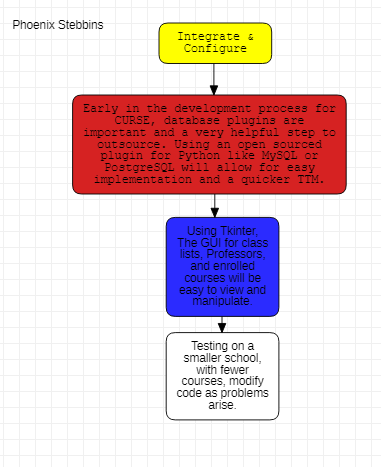 Phoenix Stebbins
Integrate &
Configure
Early in the development process for
CURSE, database plugins are
important and a very helpful step to
outsource. Using an open sourced
plugin for Python like MySQL or
PostgreSQL will allow for easy
implementation and a quicker TTM.
Using Tkinter,
The GUI for class
lists, Professors,
and enrolled
courses will be
easy to view and
manipulate.
Testing on a
smaller school,
with fewer
courses, modify
code as problems
arise.